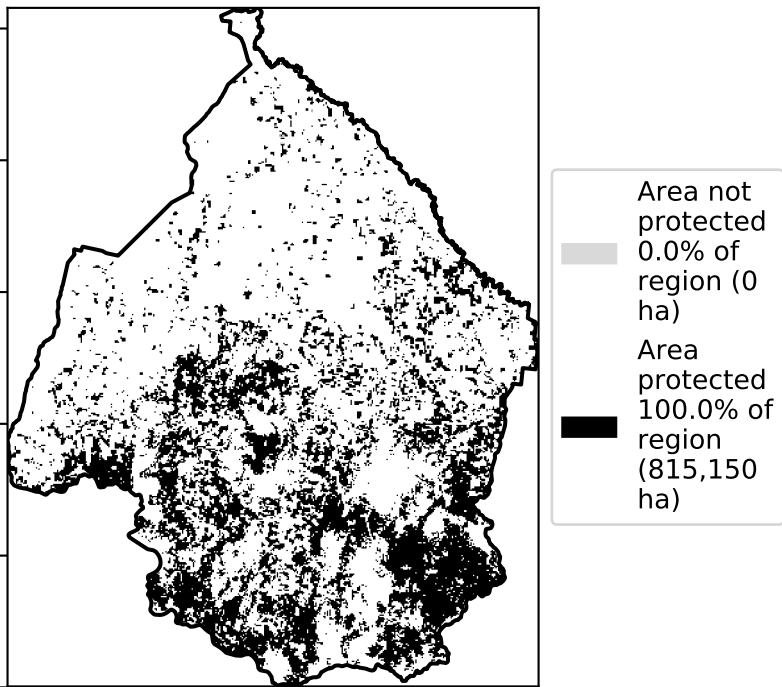 Area not
protected
0.0% of
region (0
ha)
Area
protected
100.0% of
region
(815,150
ha)